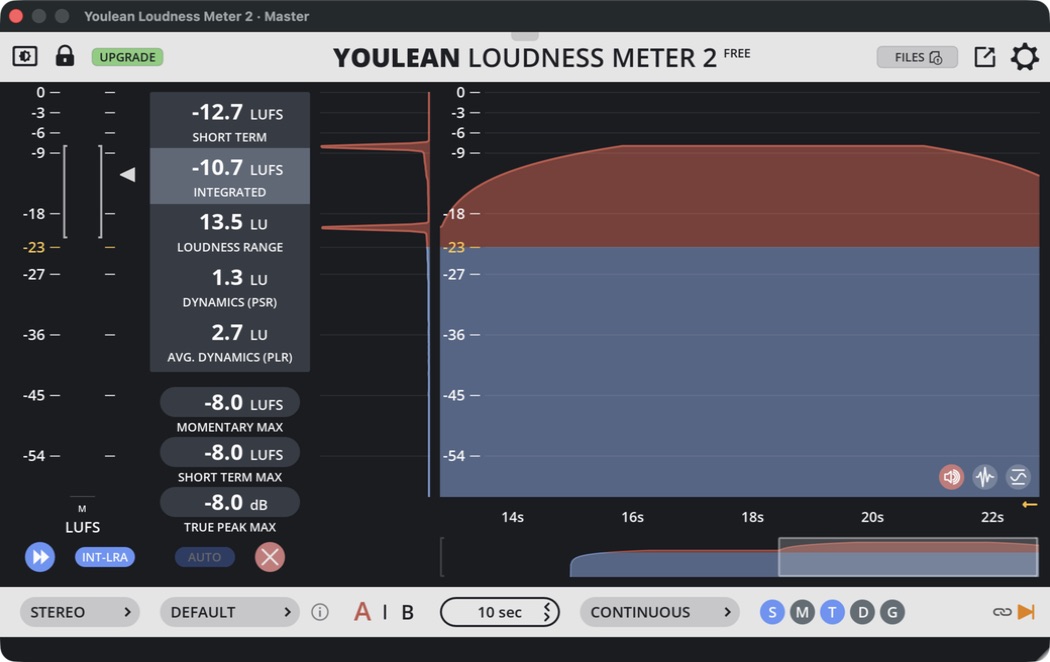 Youlean Loudness Meter 2 · Master
UPGRADE
YOULEAN LOUDNESS METER 2 FREE
FILES
0
-3
-6
-9
-18
-23
-27
-36
-45
-54
M
LUFS
-12.7 LUFS
SHORT TERM
-10.7 LUFS
INTEGRATED
13.5 LU
LOUDNESS RANGE
1.3 LU
DYNAMICS (PSR)
2.7 LU
AVG. DYNAMICS (PLR)
-8.0 LUFS
MOMENTARY MAX
-8.0 LUFS
SHORT TERM MAX
-8.0 dB
TRUE PEAK MAX
INT-LRA
AUTO
0
-3
-6
-9
-18
-23
-27
-36
-45
-54
14s 16s 18s 20s 22s
STEREO DEFAULT A | B 10 sec CONTINUOUS S M T D G